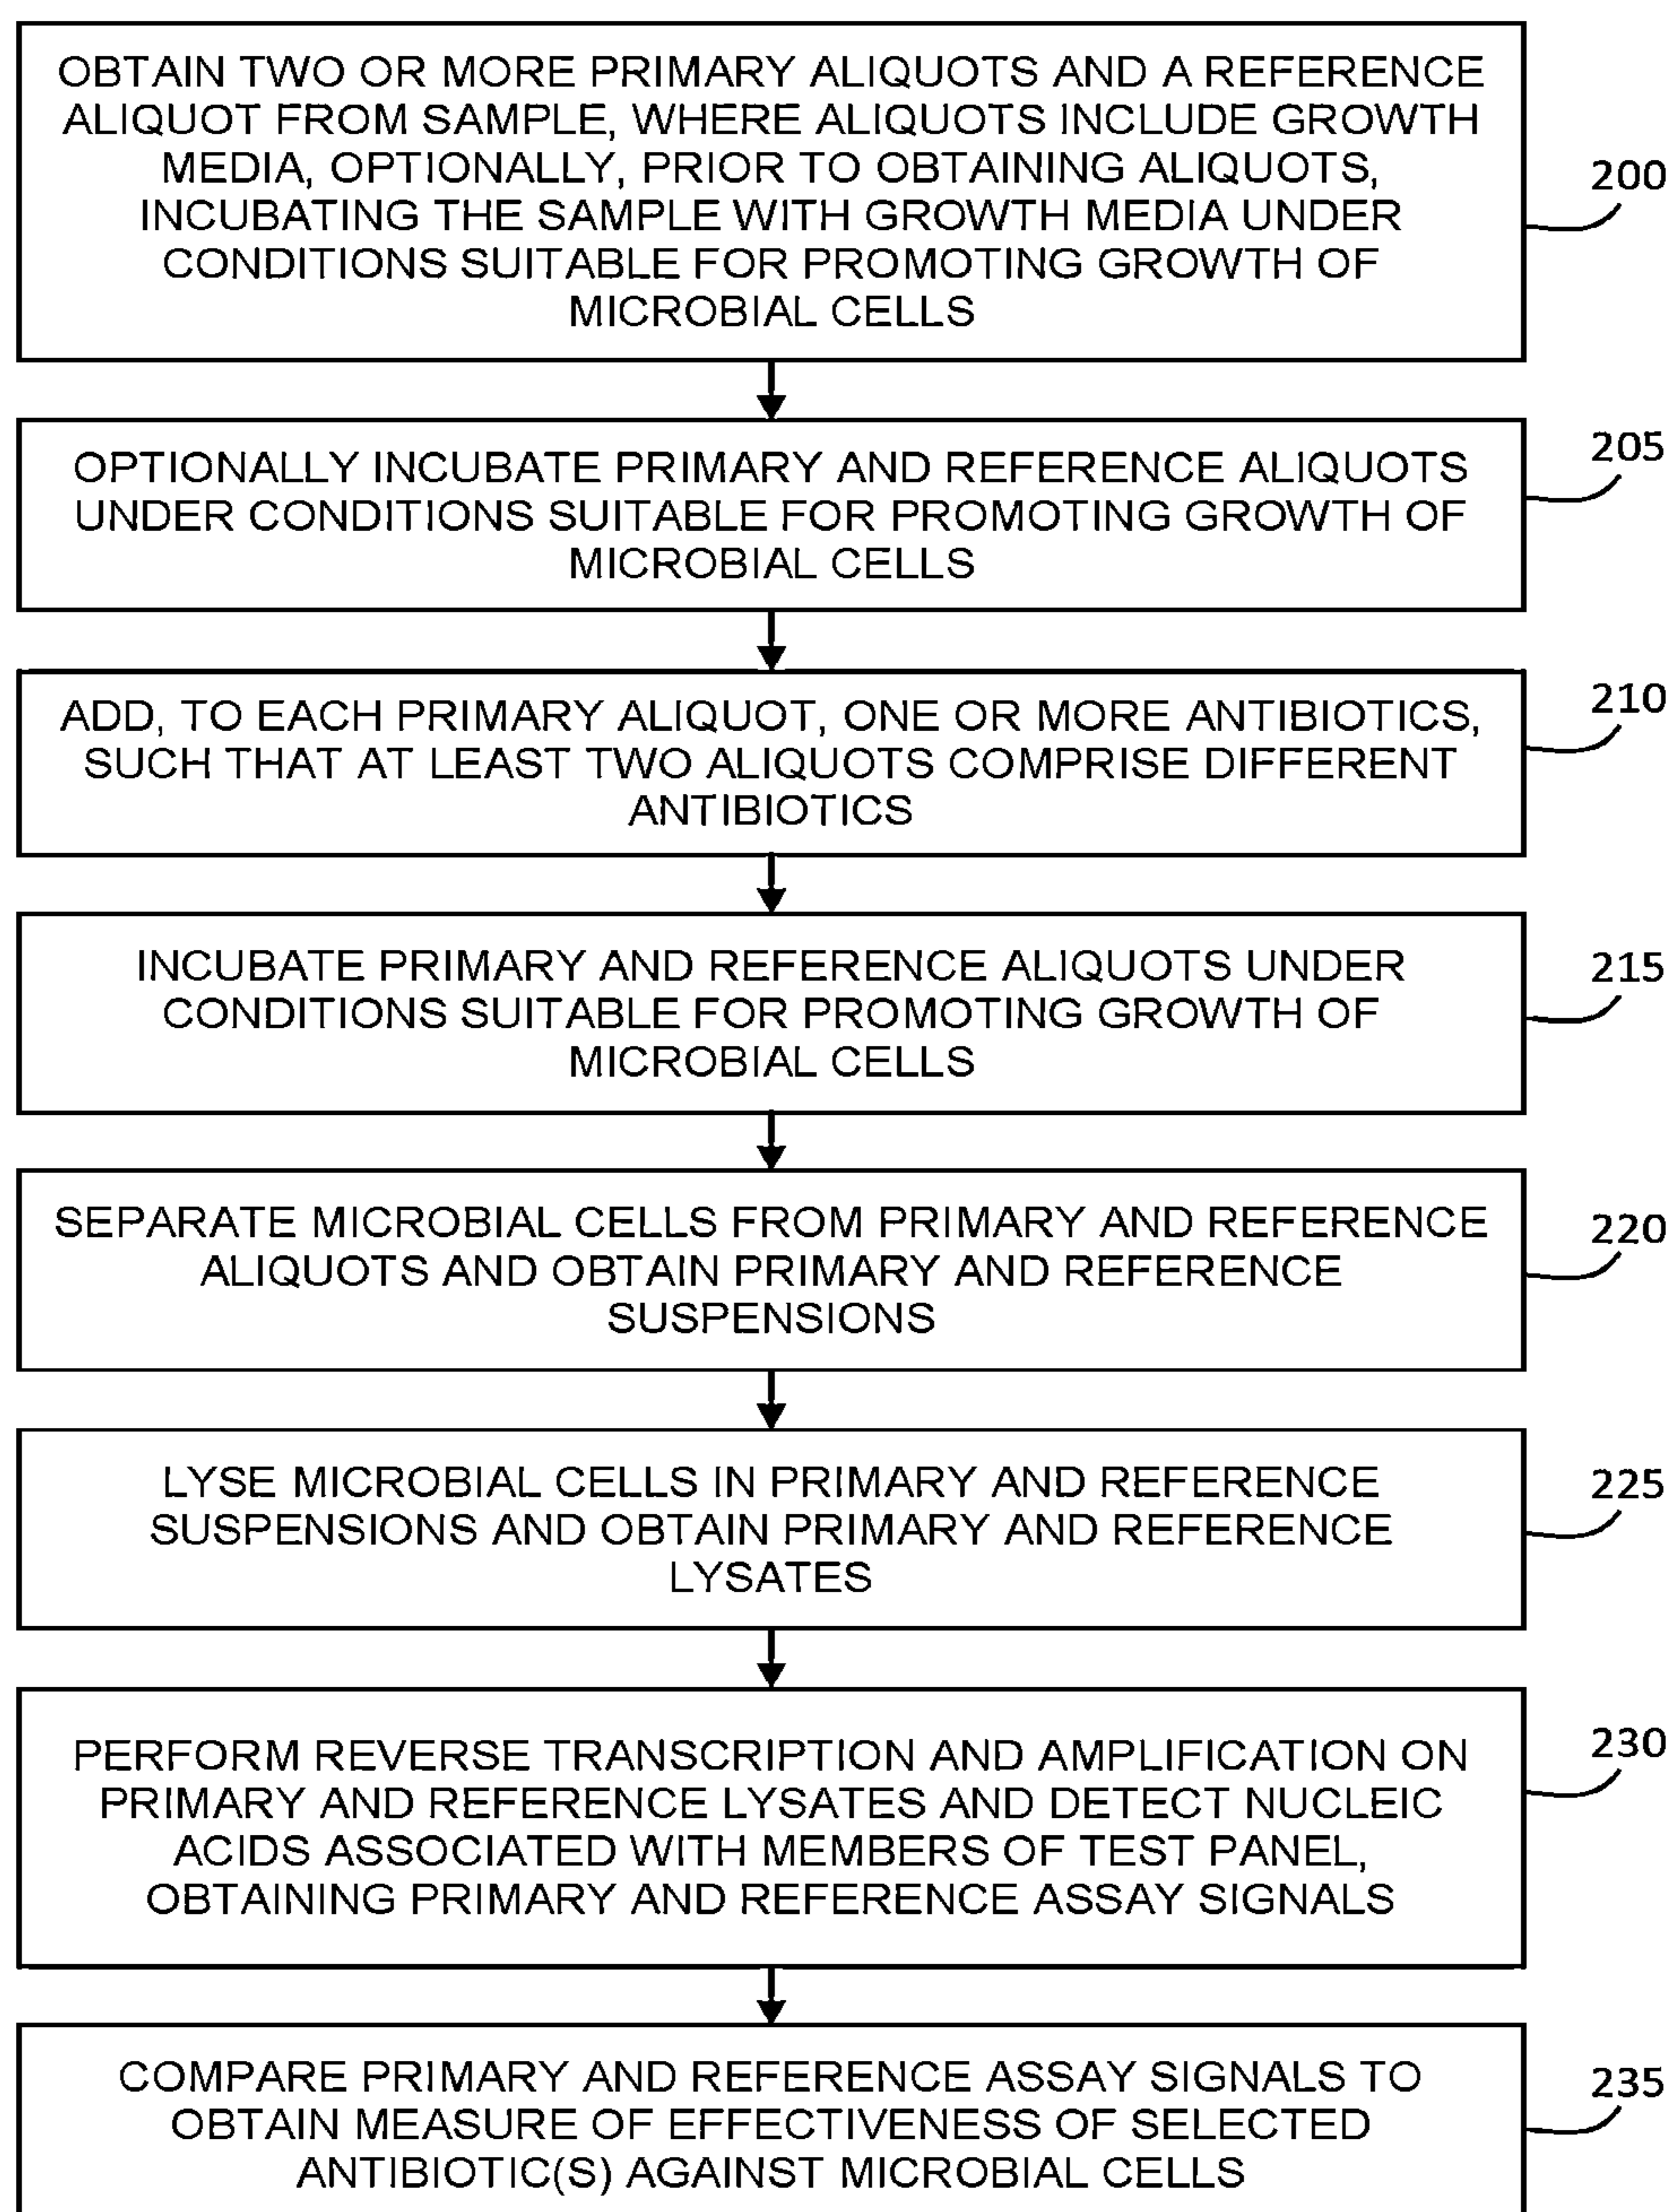 OBTAIN TWO OR MORE PRIMARY ALIQUOTS AND A REFERENCE
ALIQUOT FROM SAMPLE, WHERE ALIQUOTS INCLUDE GROWTH
MEDIA, OPTIONALLY, PRIOR TO OBTAINING ALIQUOTS,
INCUBATING THE SAMPLE WITH GROWTH MEDIA UNDER
CONDITIONS SUITABLE FOR PROMOTING GROWTH OF
MICROBIAL CELLS
200
OPTIONALLY INCUBATE PRIMARY AND REFERENCE ALIQUOTS
UNDER CONDITIONS SUITABLE FOR PROMOTING GROWTH OF
MICROBIAL CELLS
205
ADD, TO EACH PRIMARY ALIQUOT, ONE OR MORE ANTIBIOTICS,
SUCH THAT AT LEAST TWO ALIQUOTS COMPRISE DIFFERENT
ANTIBIOTICS
210
INCUBATE PRIMARY AND REFERENCE ALIQUOTS UNDER
CONDITIONS SUITABLE FOR PROMOTING GROWTH OF
MICROBIAL CELLS
215
SEPARATE MICROBIAL CELLS FROM PRIMARY AND REFERENCE
ALIQUOTS AND OBTAIN PRIMARY AND REFERENCE
SUSPENSIONS
220
LYSE MICROBIAL CELLS IN PRIMARY AND REFERENCE
SUSPENSIONS AND OBTAIN PRIMARY AND REFERENCE
LYSATES
225
PERFORM REVERSE TRANSCRIPTION AND AMPLIFICATION ON
PRIMARY AND REFERENCE LYSATES AND DETECT NUCLEIC
ACIDS ASSOCIATED WITH MEMBERS OF TEST PANEL,
OBTAINING PRIMARY AND REFERENCE ASSAY SIGNALS
230
COMPARE PRIMARY AND REFERENCE ASSAY SIGNALS TO
OBTAIN MEASURE OF EFFECTIVENESS OF SELECTED
ANTIBIOTIC(S) AGAINST MICROBIAL CELLS
235